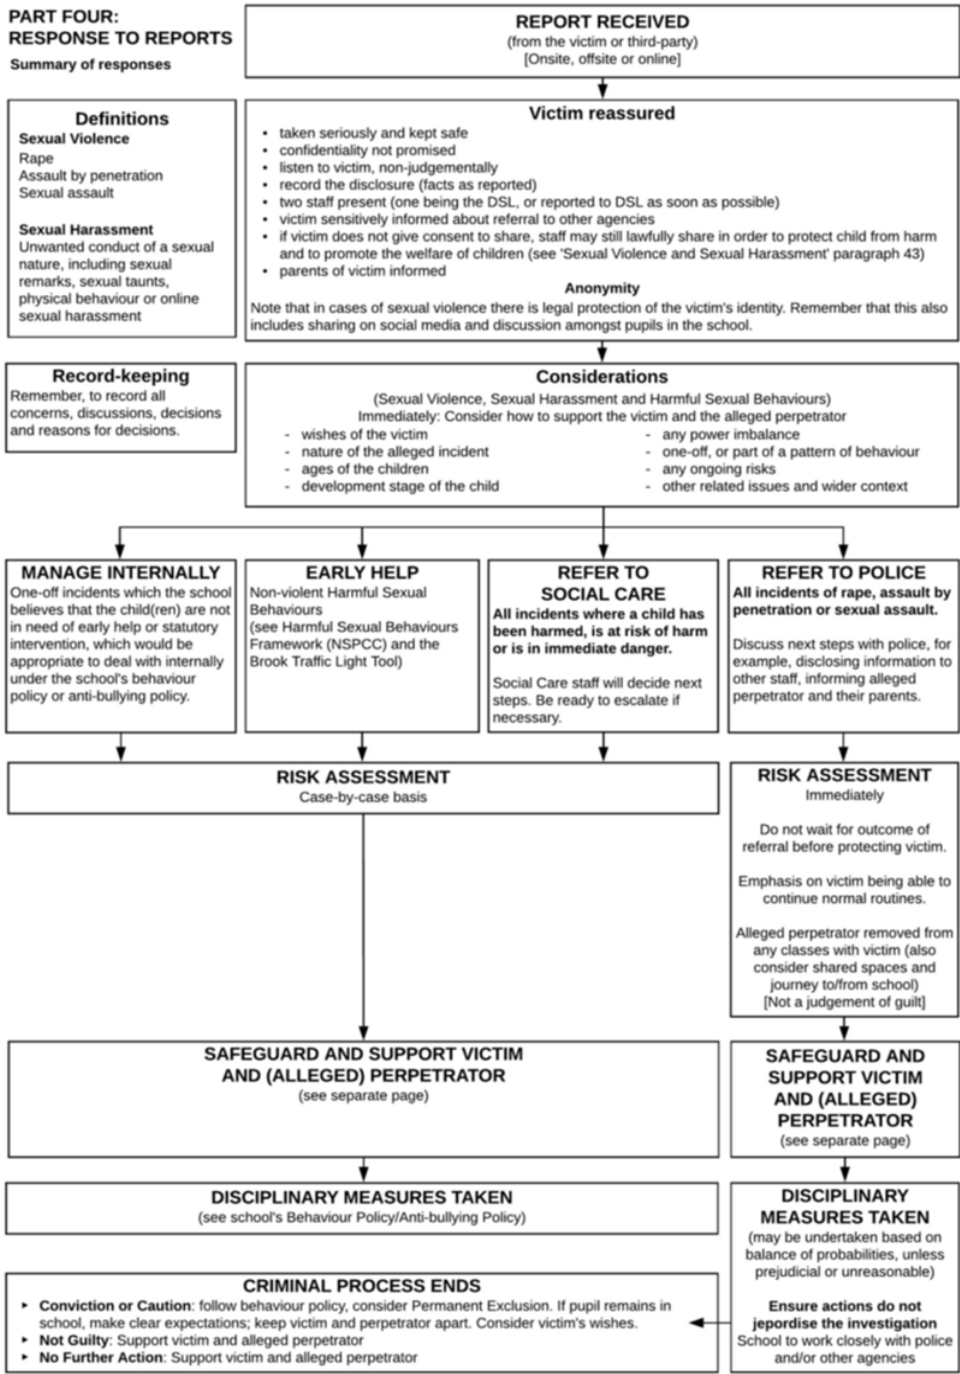 PART FOUR:
RESPONSE TO REPORTS
Summary of responses
REPORT RECEIVED
(from the victim or third-party)
[Onsite, offsite or online]
Definitions
Sexual Violence
Rape
Assault by penetration
Sexual assault
Sexual Harassment
Unwanted conduct of a sexual
nature, including sexual
remarks, sexual taunts,
physical behaviour or online
sexual harassment
Victim reassured
• taken seriously and kept safe
• confidentiality not promised
• listen to victim, non-judgementally
• record the disclosure (facts as reported)
• two staff present (one being the DSL, or reported to DSL as soon as possible)
• victim sensitively informed about referral to other agencies
• if victim does not give consent to share, staff may still lawfully share in order to protect child from harm
and to promote the welfare of children (see 'Sexual Violence and Sexual Harassment' paragraph 43)
• parents of victim informed
Anonymity
Note that in cases of sexual violence there is legal protection of the victim's identity. Remember that this also
includes sharing on social media and discussion amongst pupils in the school.
Record-keeping
Remember, to record all
concerns, discussions, decisions
and reasons for decisions.
Considerations
(Sexual Violence, Sexual Harassment and Harmful Sexual Behaviours)
Immediately: Consider how to support the victim and the alleged perpetrator
- wishes of the victim
- nature of the alleged incident
- ages of the children
- development stage of the child
- any power imbalance
- one-off, or part of a pattern of behaviour
- any ongoing risks
- other related issues and wider context
MANAGE INTERNALLY
One-off incidents which the school
believes that the child(ren) are not
in need of early help or statutory
intervention, which would be
appropriate to deal with internally
under the school's behaviour
policy or anti-bullying policy.
EARLY HELP
Non-violent Harmful Sexual
Behaviours
(see Harmful Sexual Behaviours
Framework (NSPCC) and the
Brook Traffic Light Tool)
REFER TO
SOCIAL CARE
All incidents where a child has
been harmed, is at risk of harm
or is in immediate danger.
Social Care staff will decide next
steps. Be ready to escalate if
necessary.
REFER TO POLICE
All incidents of rape, assault by
penetration or sexual assault.
Discuss next steps with police, for
example, disclosing information to
other staff, informing alleged
perpetrator and their parents.
RISK ASSESSMENT
Case-by-case basis
RISK ASSESSMENT
Immediately
Do not wait for outcome of
referral before protecting victim.
Emphasis on victim being able to
continue normal routines.
Alleged perpetrator removed from
any classes with victim (also
consider shared spaces and
journey to/from school)
[Not a judgement of guilt]
SAFEGUARD AND SUPPORT VICTIM
AND (ALLEGED) PERPETRATOR
(see separate page)
SAFEGUARD AND
SUPPORT VICTIM
AND (ALLEGED)
PERPETRATOR
(see separate page)
DISCIPLINARY MEASURES TAKEN
(see school's Behaviour Policy/Anti-bullying Policy)
DISCIPLINARY
MEASURES TAKEN
(may be undertaken based on
balance of probabilities, unless
prejudicial or unreasonable)
Ensure actions do not
jepordise the investigation
School to work closely with police
and/or other agencies
CRIMINAL PROCESS ENDS
‣ Conviction or Caution: follow behaviour policy, consider Permanent Exclusion. If pupil remains in
school, make clear expectations; keep victim and perpetrator apart. Consider victim's wishes.
‣ Not Guilty: Support victim and alleged perpetrator
‣ No Further Action: Support victim and alleged perpetrator